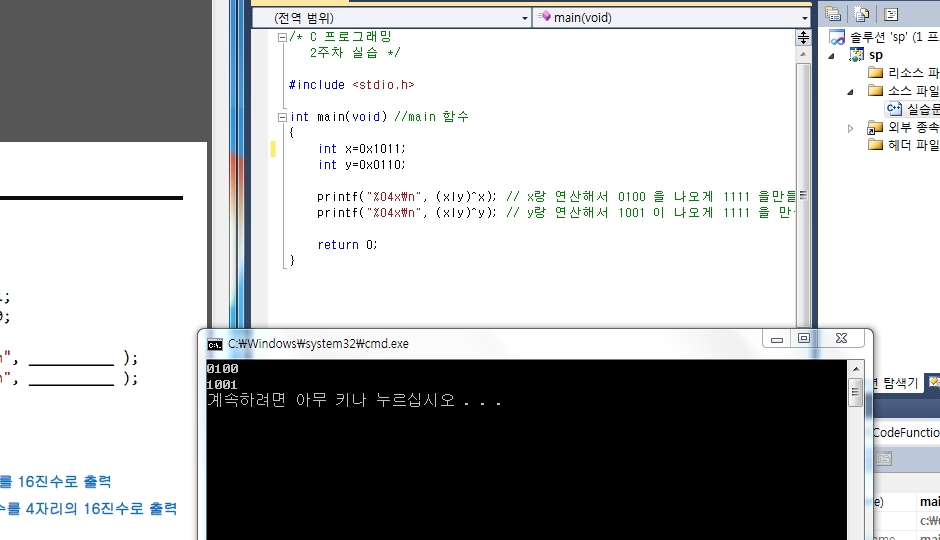 (전역 범위)
main(void)
/* C 프로그래밍
2주차 실습 */
#include <stdio.h>
int main(void) //main 함수
{
int x=0x1011;
int y=0x0110;
printf("%04x₩n", (x|y)^x); // x랑 연산해서 0100 을 나오게 1111 을만들
printf("%04x₩n", (x|y)^y); // y랑 연산해서 1001 이 나오게 1111 을 만
return 0;
}
솔루션 'sp' (1 프
sp
리소스 파
소스 파일
실습문
외부 종속
헤더 파일
;
;
", __________ );
", __________ );
를 16진수로 출력
수를 4자리의 16진수로 출력
C:₩Windows₩system32₩cmd.exe
0100
1001
계속하려면 아무 키나 누르십시오 . . .
탐색기
CodeFunctio
e)
mai
c:₩
ame
mai